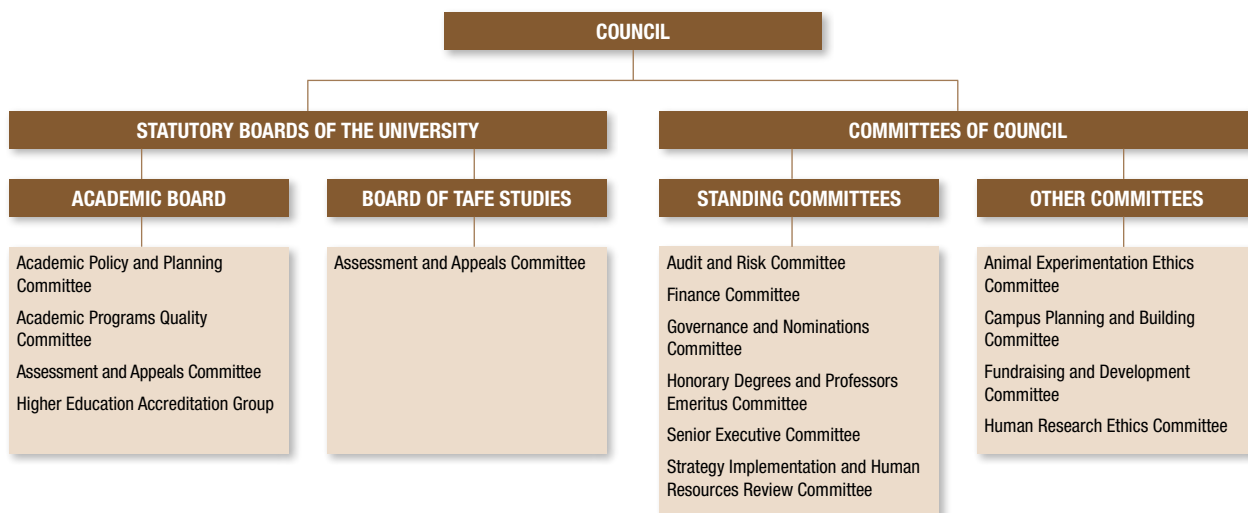 COUNCIL
STATUTORY BOARDS OF THE UNIVERSITY
COMMITTEES OF COUNCIL
ACADEMIC BOARD
BOARD OF TAFE STUDIES
STANDING COMMITTEES
OTHER COMMITTEES
Academic Policy and Planning
Committee
Academic Programs Quality
Committee
Assessment and Appeals Committee
Higher Education Accreditation Group
Assessment and Appeals Committee
Audit and Risk Committee
Finance Committee
Governance and Nominations
Committee
Honorary Degrees and Professors
Emeritus Committee
Senior Executive Committee
Strategy Implementation and Human
Resources Review Committee
Animal Experimentation Ethics
Committee
Campus Planning and Building
Committee
Fundraising and Development
Committee
Human Research Ethics Committee